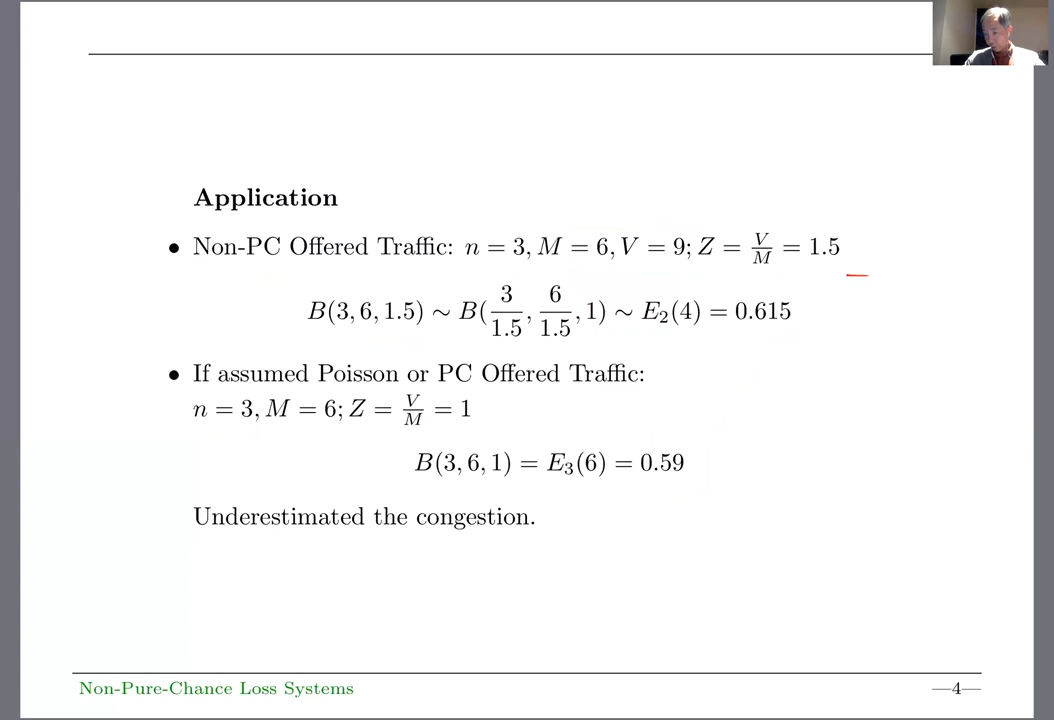 Application
• Non-PC Offered Traffic: n = 3, M = 6, V = 9; Z = V/M = 1.5
B(3, 6, 1.5) ∼ B(3/1.5, 6/1.5, 1) ∼ E₂(4) = 0.615
• If assumed Poisson or PC Offered Traffic:
n = 3, M = 6; Z = V/M = 1
B(3, 6, 1) = E₃(6) = 0.59
Underestimated the congestion.
Non-Pure-Chance Loss Systems
—4—